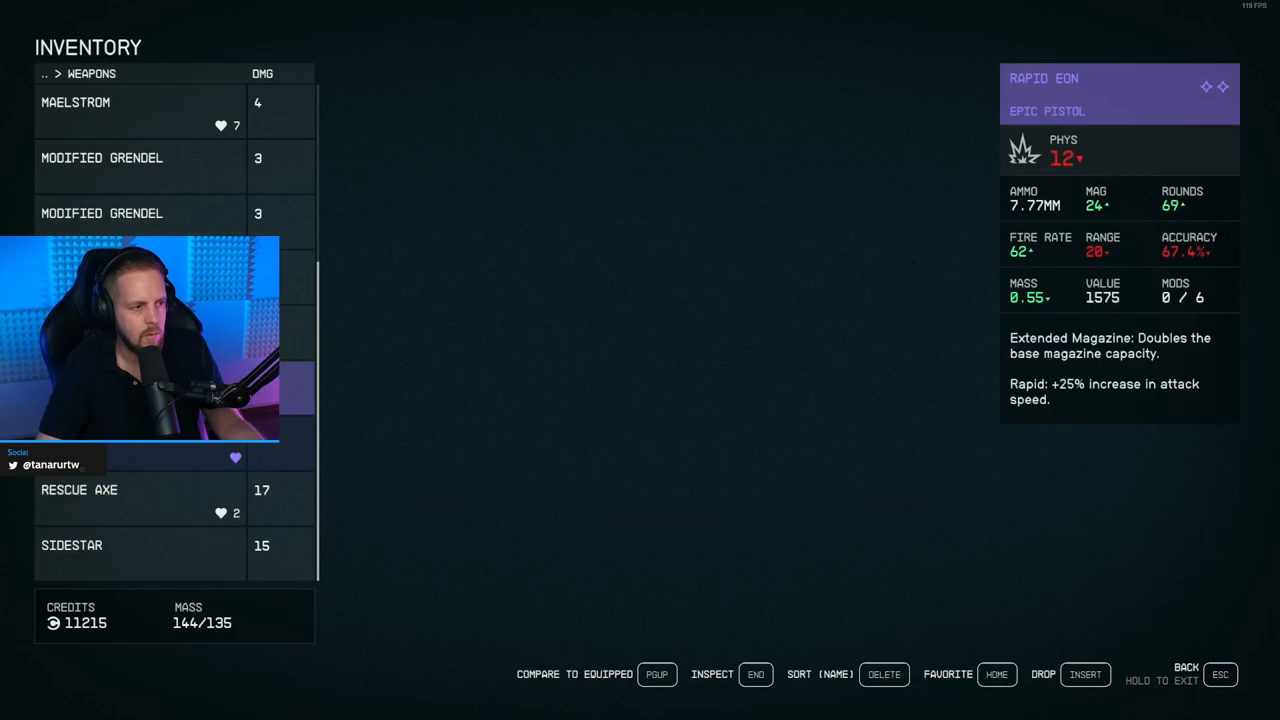 119 FPS
INVENTORY
.. > WEAPONS DMG
MAELSTROM 4
7
MODIFIED GRENDEL 3
MODIFIED GRENDEL 3
Social
@tanarurtw_
RESCUE AXE 17
2
SIDESTAR 15
CREDITS MASS
11215 144/135
RAPID EON
EPIC PISTOL
PHYS
12
AMMO MAG ROUNDS
7.77MM 24 69
FIRE RATE RANGE ACCURACY
62 20 67.4%
MASS VALUE MODS
0.55 1575 0 / 6
Extended Magazine: Doubles the
base magazine capacity.
Rapid: +25% increase in attack
speed.
COMPARE TO EQUIPPED PGUP INSPECT END SORT (NAME) DELETE FAVORITE HOME DROP INSERT BACK ESC
HOLD TO EXIT